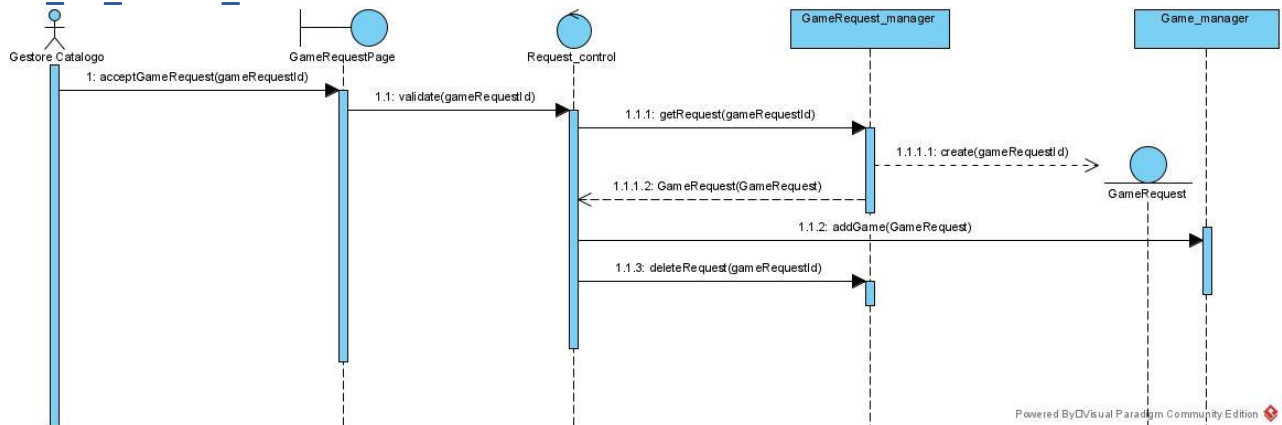 GameRequest_manager
Game_manager
Gestore Catalogo
GameRequestPage
Request_control
1: acceptGameRequest(gameRequestId)
1.1: validate(gameRequestId)
1.1.1: getRequest(gameRequestId)
1.1.1.1: create(gameRequestId)
1.1.1.2: GameRequest(GameRequest)
GameRequest
1.1.2: addGame(GameRequest)
1.1.3: deleteRequest(gameRequestId)
Powered By□Visual Paradigm Community Edition